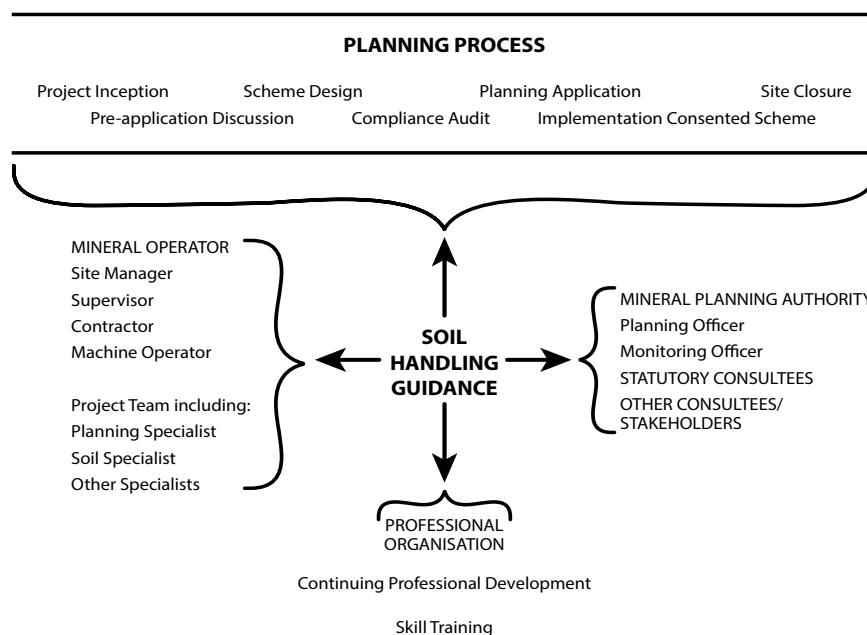 PLANNING PROCESS
Project Inception Scheme Design Planning Application Site Closure
Pre-application Discussion Compliance Audit Implementation Consented Scheme
MINERAL OPERATOR
Site Manager
Supervisor
Contractor
Machine Operator
Project Team including:
Planning Specialist
Soil Specialist
Other Specialists
SOIL
HANDLING
GUIDANCE
MINERAL PLANNING AUTHORITY
Planning Officer
Monitoring Officer
STATUTORY CONSULTEES
OTHER CONSULTEES/
STAKEHOLDERS
PROFESSIONAL
ORGANISATION
Continuing Professional Development
Skill Training